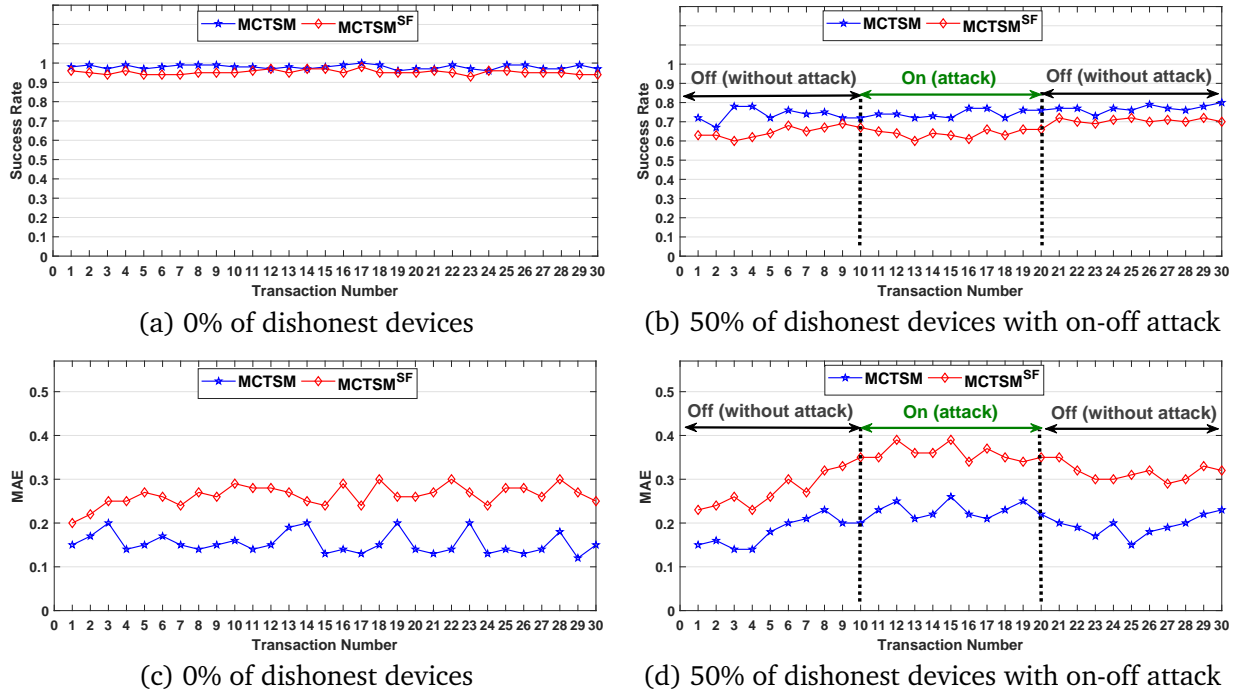 MCTSM MCTSM^SF
Success Rate
1
0.9
0.8
0.7
0.6
0.5
0.4
0.3
0.2
0.1
0
0 1 2 3 4 5 6 7 8 9 10 11 12 13 14 15 16 17 18 19 20 21 22 23 24 25 26 27 28 29 30
Transaction Number
(a) 0% of dishonest devices
MCTSM MCTSM^SF
Off (without attack) On (attack) Off (without attack)
Success Rate
1
0.9
0.8
0.7
0.6
0.5
0.4
0.3
0.2
0.1
0
0 1 2 3 4 5 6 7 8 9 10 11 12 13 14 15 16 17 18 19 20 21 22 23 24 25 26 27 28 29 30
Transaction Number
(b) 50% of dishonest devices with on-off attack
MCTSM MCTSM^SF
MAE
0.5
0.4
0.3
0.2
0.1
0
0 1 2 3 4 5 6 7 8 9 10 11 12 13 14 15 16 17 18 19 20 21 22 23 24 25 26 27 28 29 30
Transaction Number
(c) 0% of dishonest devices
MCTSM MCTSM^SF
Off (without attack) On (attack) Off (without attack)
MAE
0.5
0.4
0.3
0.2
0.1
0
0 1 2 3 4 5 6 7 8 9 10 11 12 13 14 15 16 17 18 19 20 21 22 23 24 25 26 27 28 29 30
Transaction Number
(d) 50% of dishonest devices with on-off attack